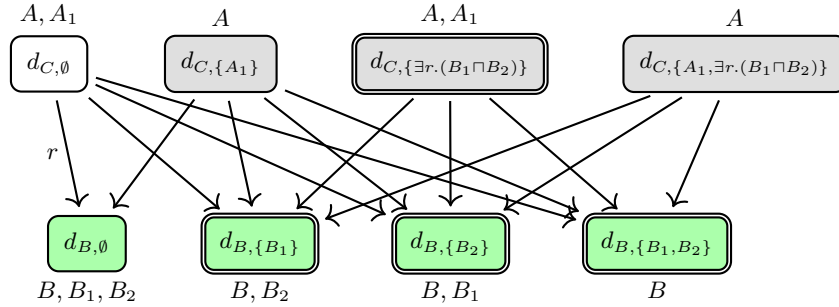 A, A₁ A A, A₁ A
d_{C,∅} d_{C,{A₁}} d_{C,{∃r.(B₁⊓B₂)}} d_{C,{A₁,∃r.(B₁⊓B₂)}}
r
d_{B,∅} d_{B,{B₁}} d_{B,{B₂}} d_{B,{B₁,B₂}}
B, B₁, B₂ B, B₂ B, B₁ B